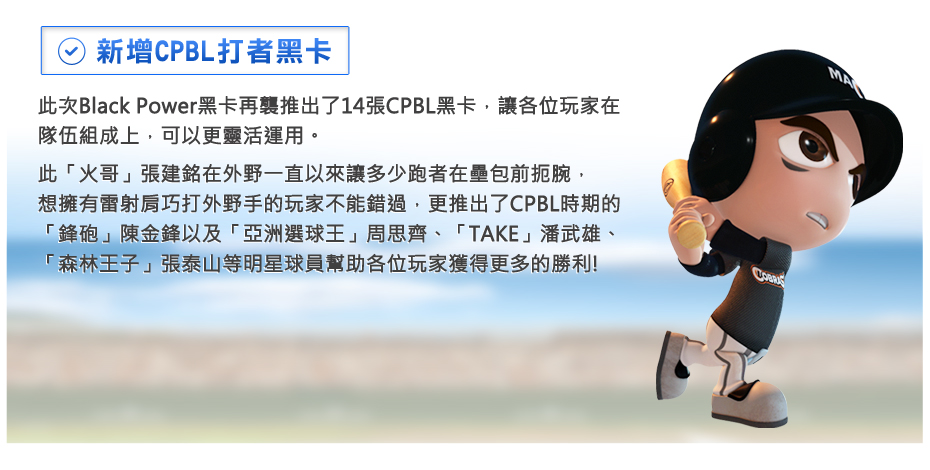 新增CPBL打者黑卡
此次Black Power黑卡再襲推出了14張CPBL黑卡，讓各位玩家在
隊伍組成上，可以更靈活運用。
此「火哥」張建銘在外野一直以來讓多少跑者在壘包前扼腕，
想擁有雷射肩巧打外野手的玩家不能錯過，更推出了CPBL時期的
「鋒砲」陳金鋒以及「亞洲選球王」周思齊、「TAKE」潘武雄、
「森林王子」張泰山等明星球員幫助各位玩家獲得更多的勝利!
COBRAS